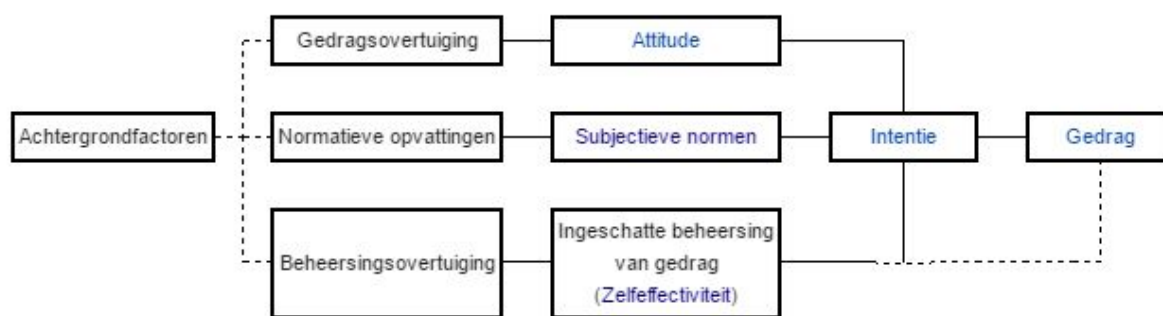 Gedragsovertuiging
Attitude
Achtergrondfactoren
Normatieve opvattingen
Subjectieve normen
Intentie
Gedrag
Beheersingsovertuiging
Ingeschatte beheersing
van gedrag
(Zelfeffectiviteit)